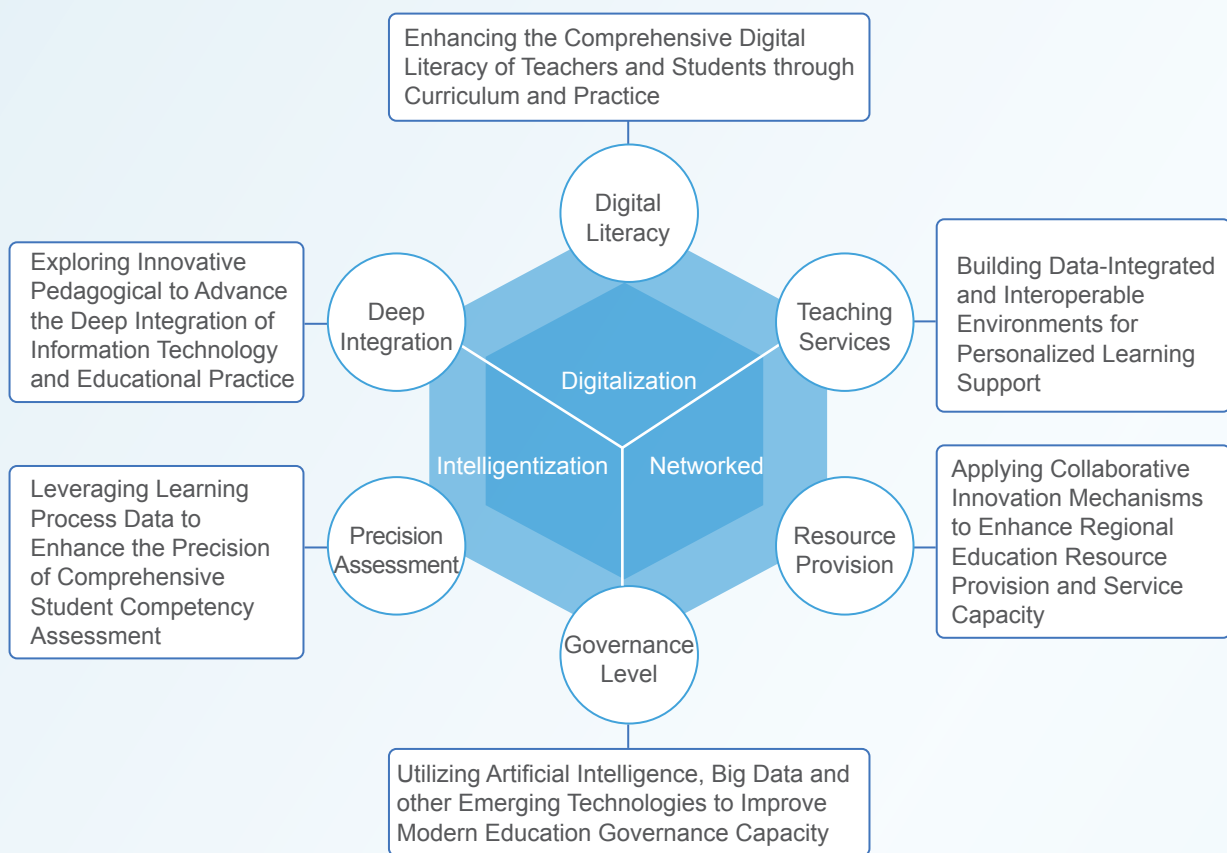 Enhancing the Comprehensive Digital
Literacy of Teachers and Students through
Curriculum and Practice
Digital
Literacy
Exploring Innovative
Pedagogical to Advance
the Deep Integration of
Information Technology
and Educational Practice
Deep
Integration
Teaching
Services
Building Data-Integrated
and Interoperable
Environments for
Personalized Learning
Support
Digitalization
Intelligentization
Networked
Leveraging Learning
Process Data to
Enhance the Precision
of Comprehensive
Student Competency
Assessment
Precision
Assessment
Resource
Provision
Applying Collaborative
Innovation Mechanisms
to Enhance Regional
Education Resource
Provision and Service
Capacity
Governance
Level
Utilizing Artificial Intelligence, Big Data and
other Emerging Technologies to Improve
Modern Education Governance Capacity